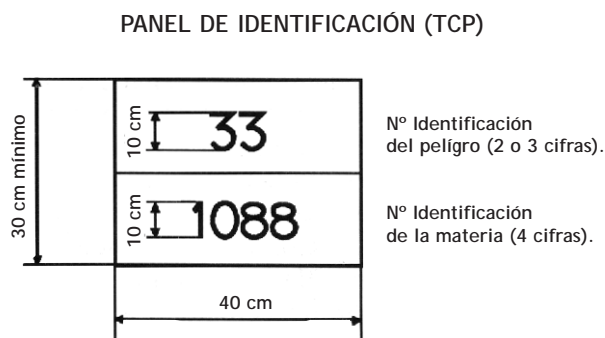 PANEL DE IDENTIFICACIÓN (TCP)
30 cm mínimo
10 cm
33
Nº Identificación
del pelígro (2 o 3 cifras).
10 cm
1088
Nº Identificación
de la materia (4 cifras).
40 cm